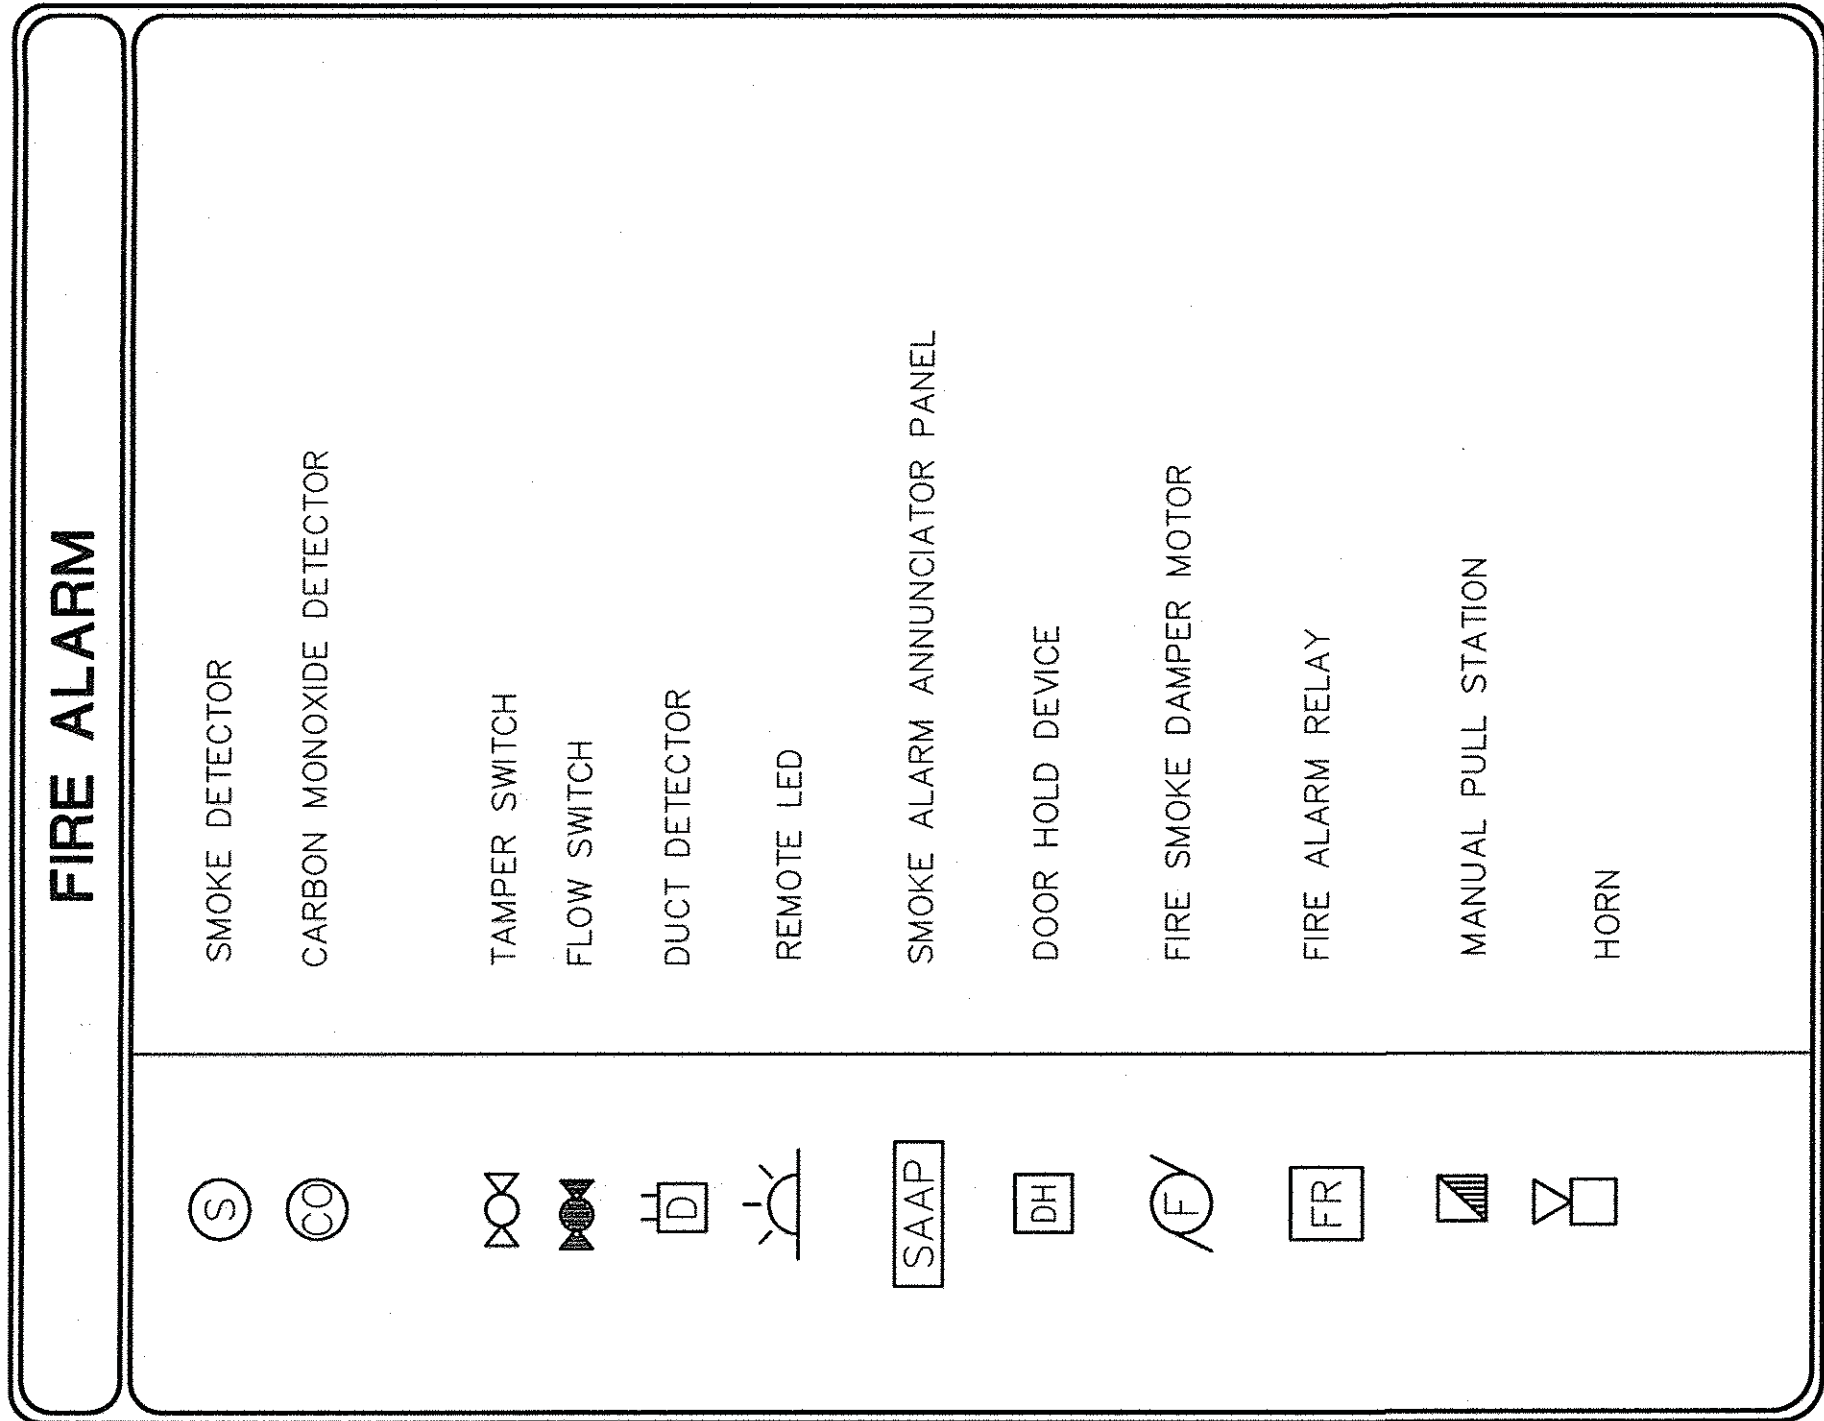 FIRE ALARM
S SMOKE DETECTOR
CO CARBON MONOXIDE DETECTOR
TAMPER SWITCH
FLOW SWITCH
D DUCT DETECTOR
REMOTE LED
SAAP SMOKE ALARM ANNUNCIATOR PANEL
DH DOOR HOLD DEVICE
F FIRE SMOKE DAMPER MOTOR
FR FIRE ALARM RELAY
MANUAL PULL STATION
HORN